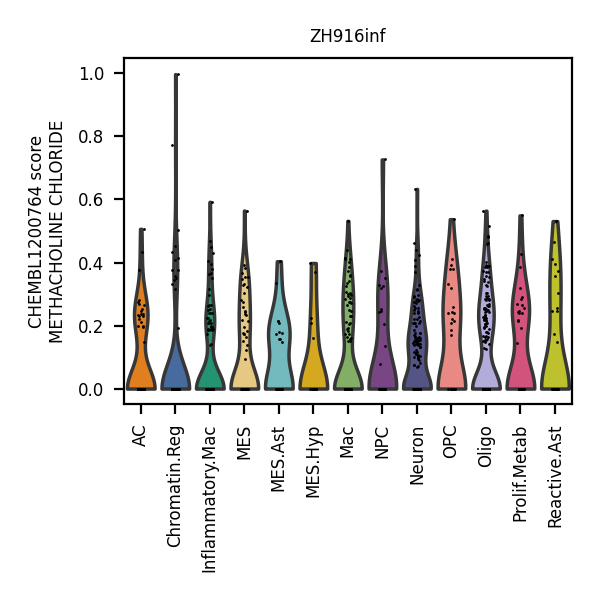 ZH916inf
CHEMBL1200764 score
METHACHOLINE CHLORIDE
1.0
0.8
0.6
0.4
0.2
0.0
AC
Chromatin.Reg
Inflammatory.Mac
MES
MES.Ast
MES.Hyp
Mac
NPC
Neuron
OPC
Oligo
Prolif.Metab
Reactive.Ast